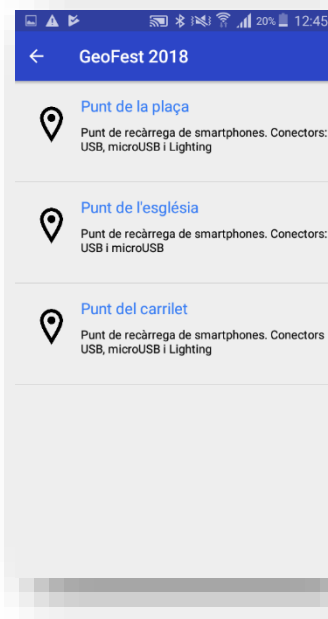 20% 12:45
GeoFest 2018
Punt de la plaça
Punt de recàrrega de smartphones. Conectors:
USB, microUSB i Lighting
Punt de l'església
Punt de recàrrega de smartphones. Conectors:
USB i microUSB
Punt del carrilet
Punt de recàrrega de smartphones. Conectors
USB, microUSB i Lighting